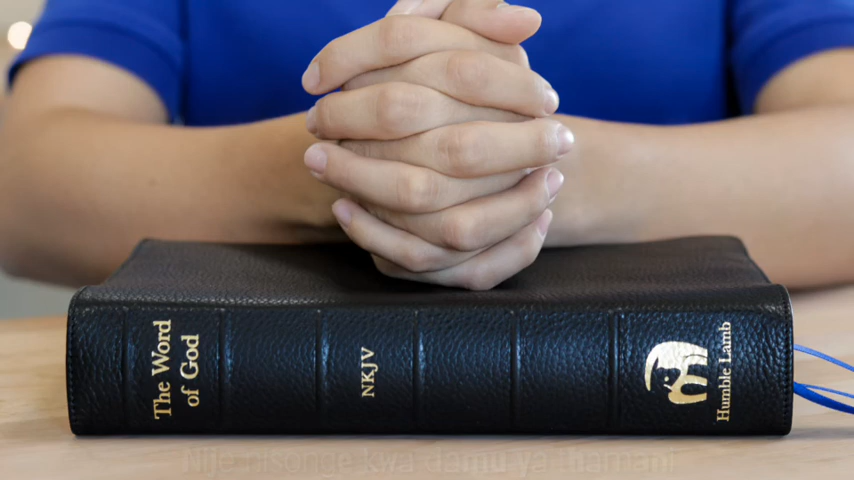 The Word
of God
NKJV
Humble Lamb
Nije nisonge kwa damu ya thamani